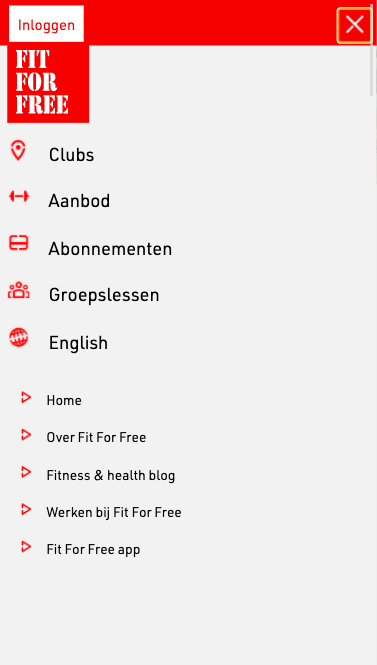 Inloggen
FIT
FOR
FREE
Clubs
Aanbod
Abonnementen
Groepslessen
English
Home
Over Fit For Free
Fitness & health blog
Werken bij Fit For Free
Fit For Free app